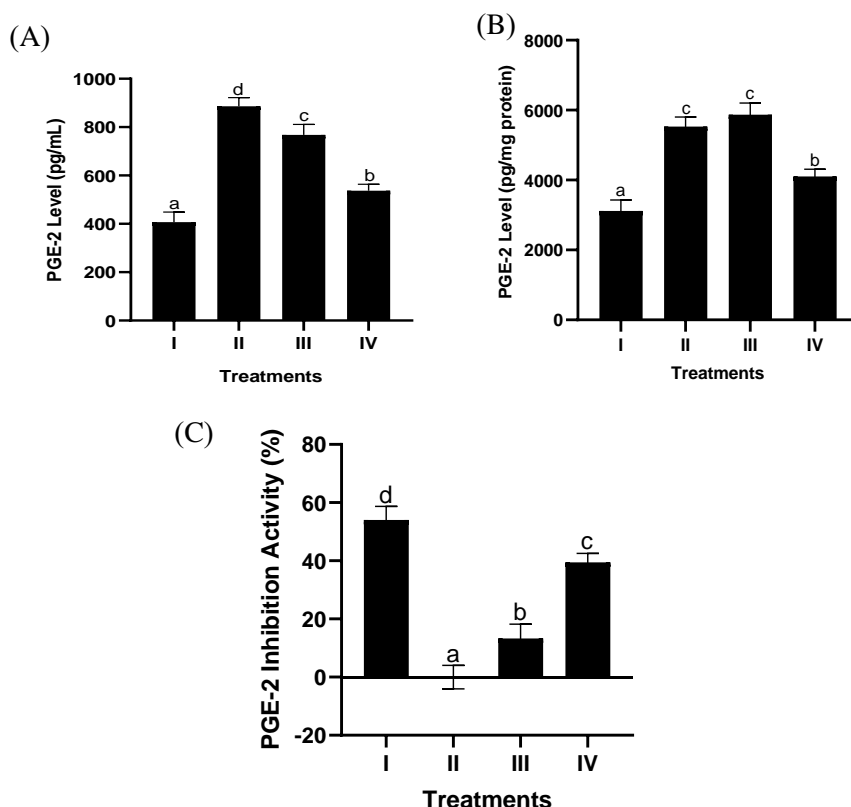 (A)
PGE-2 Level (pg/mL)
1000
800
600
400
200
0
a
d
c
b
I II III IV
Treatments
(B)
PGE-2 Level (pg/mg protein)
8000
6000
4000
2000
0
a
c
c
b
I II III IV
Treatments
(C)
PGE-2 Inhibition Activity (%)
80
60
40
20
0
-20
d
a
b
c
I II III IV
Treatments